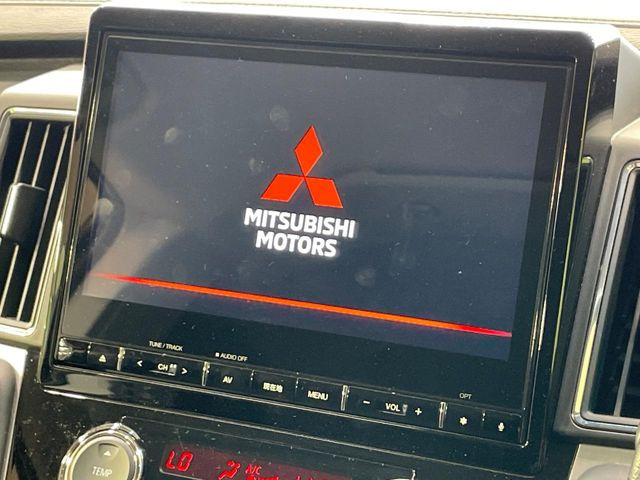 MITSUBISHI
MOTORS
TUNE / TRACK
■ AUDIO OFF
OPT
< CH >
AV
現在地
MENU
− VOL +
TEMP
LO
A/C